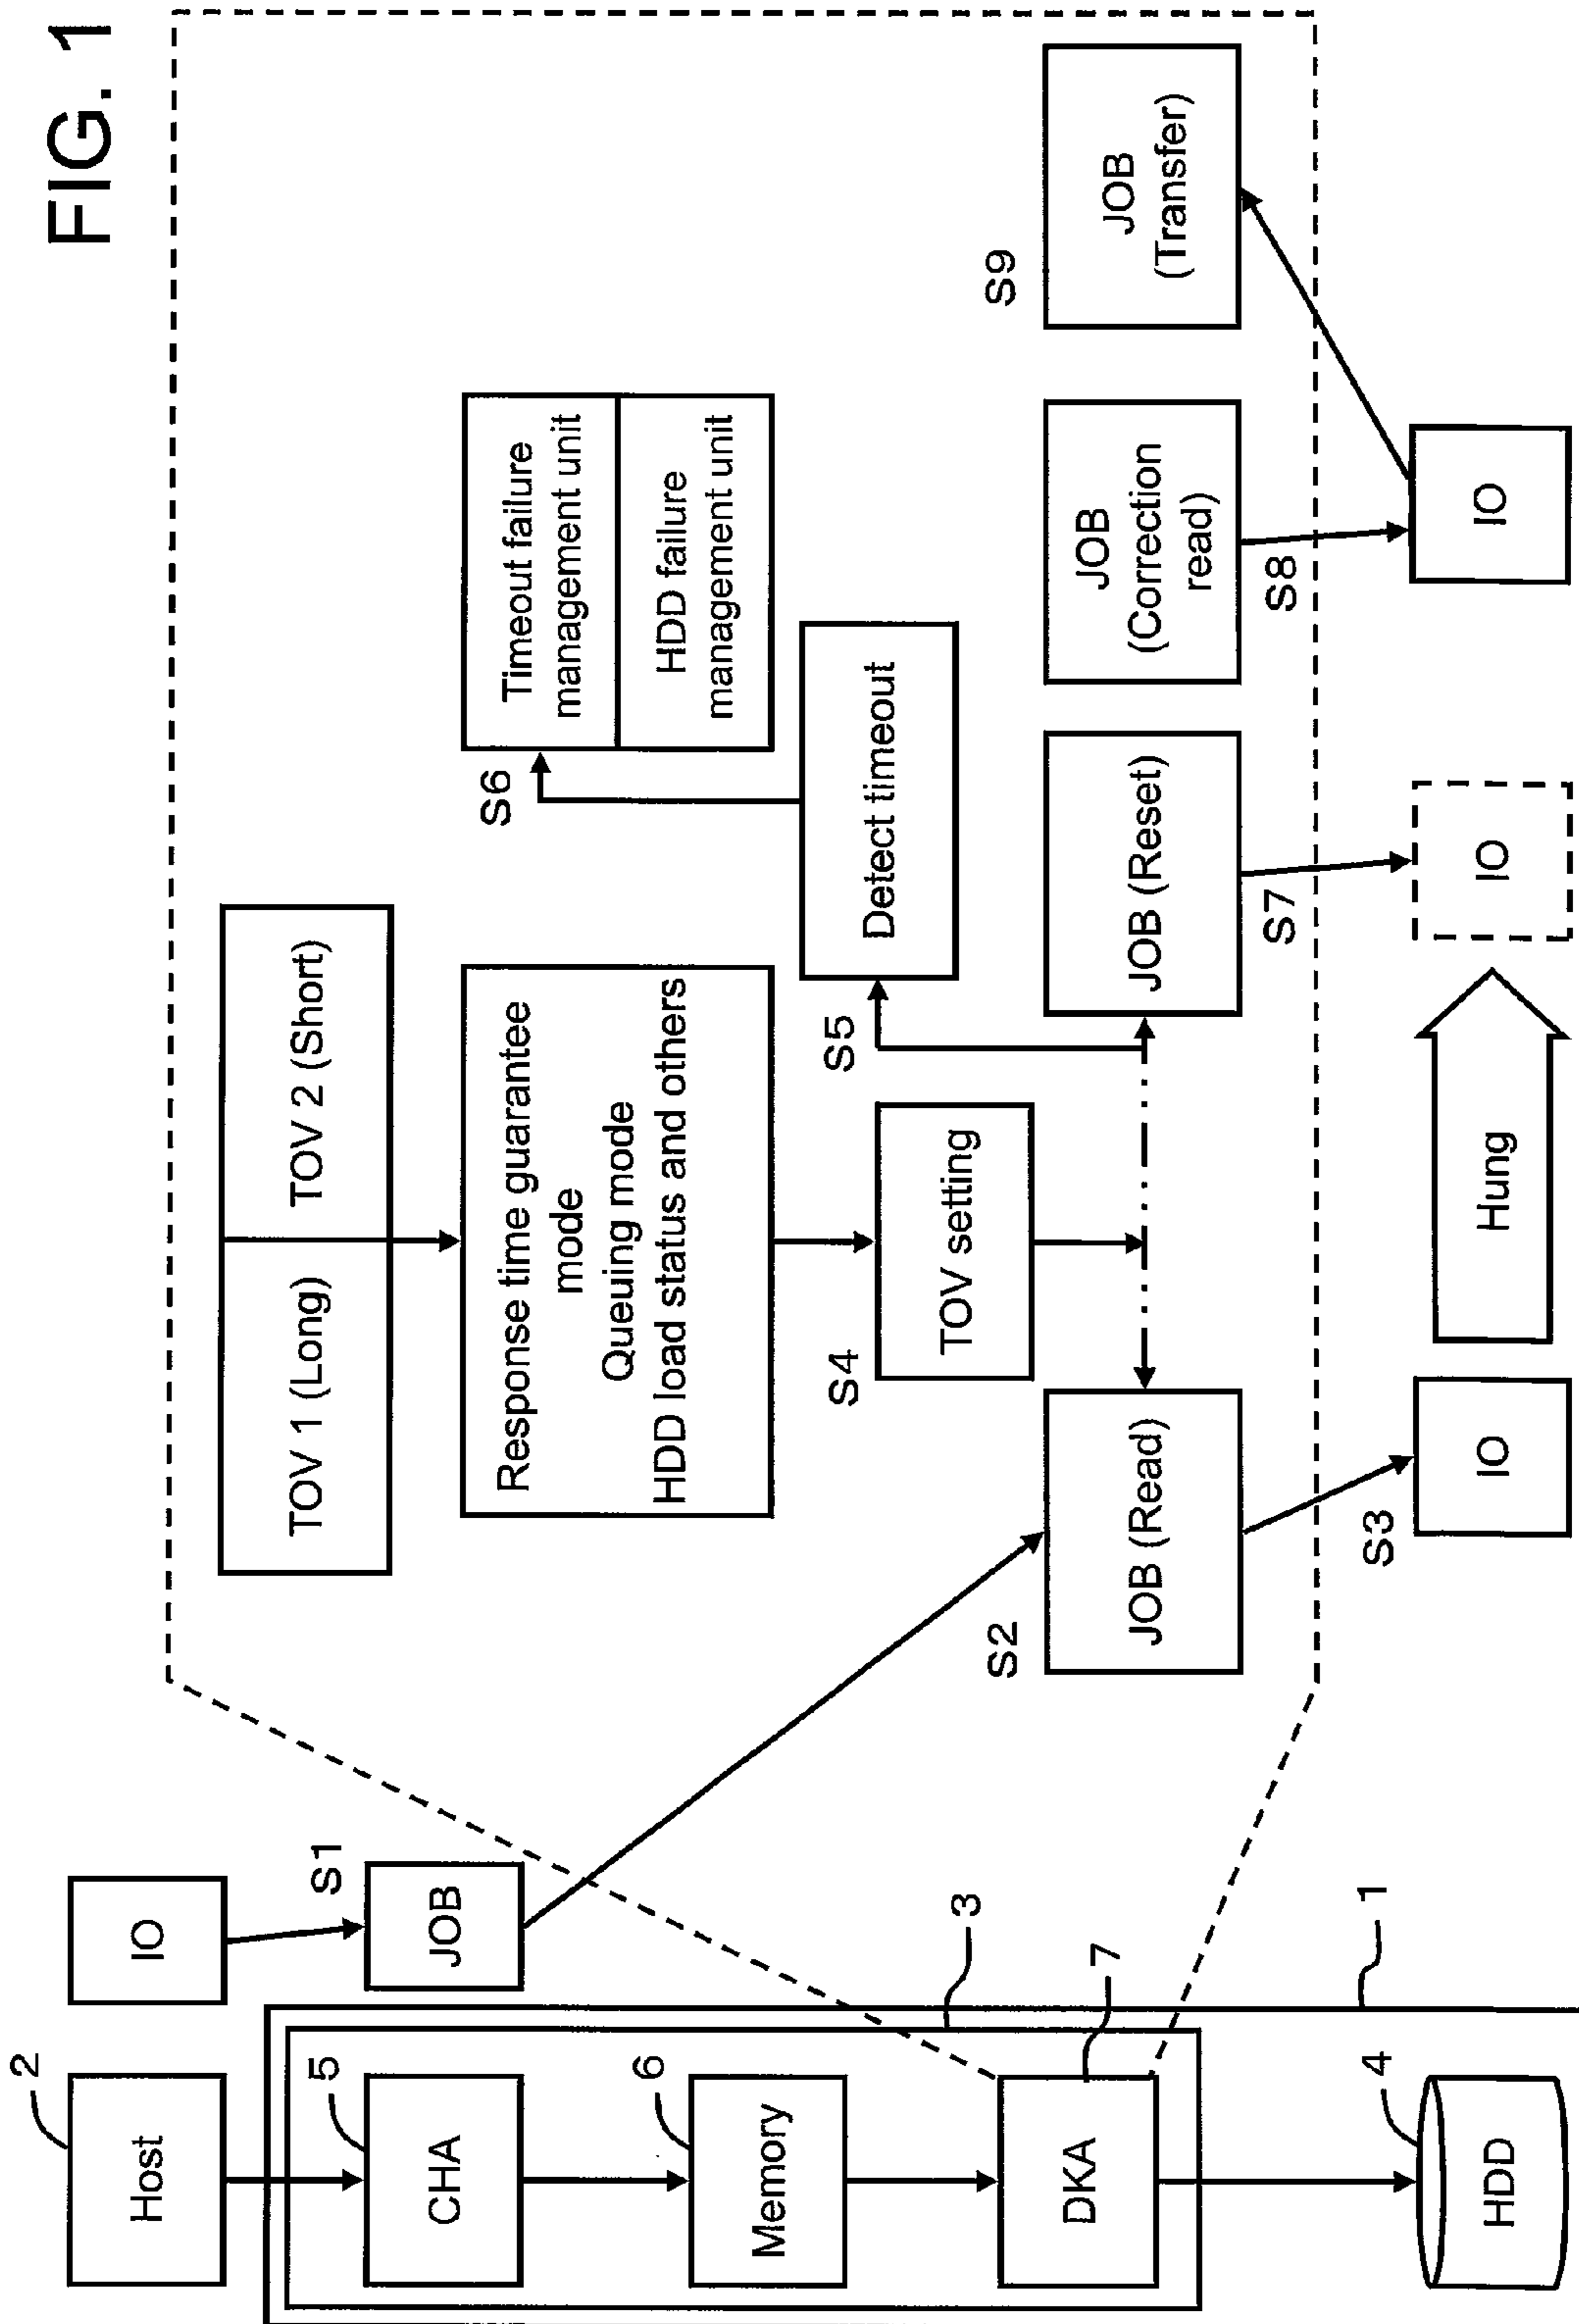 FIG. 1
2
Host
IO
5
CHA
S1
JOB
TOV 1 (Long)
TOV 2 (Short)
Response time guarantee
mode
Queuing mode
HDD load status and others
S6
Timeout failure
management unit
HDD failure
management unit
6
Memory
S4
TOV setting
S5
Detect timeout
3
7
DKA
S2
JOB (Read)
JOB (Reset)
JOB
(Correction
read)
S9
JOB
(Transfer)
1
S3
S7
S8
4
HDD
IO
Hung
IO
IO